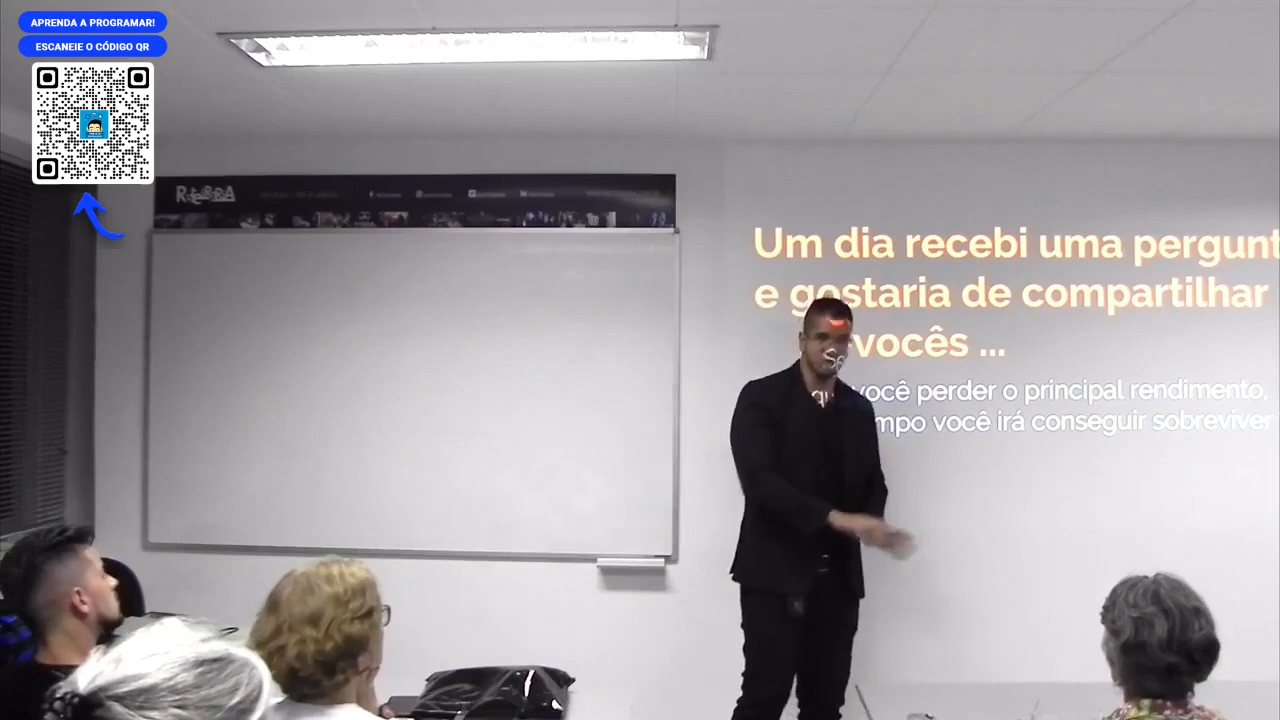 APRENDA A PROGRAMAR!
ESCANEIE O CÓDIGO QR
Um dia recebi uma pergunt
e gostaria de compartilhar
vocês ...
você perder o principal rendimento,
mpo você irá conseguir sobreviver